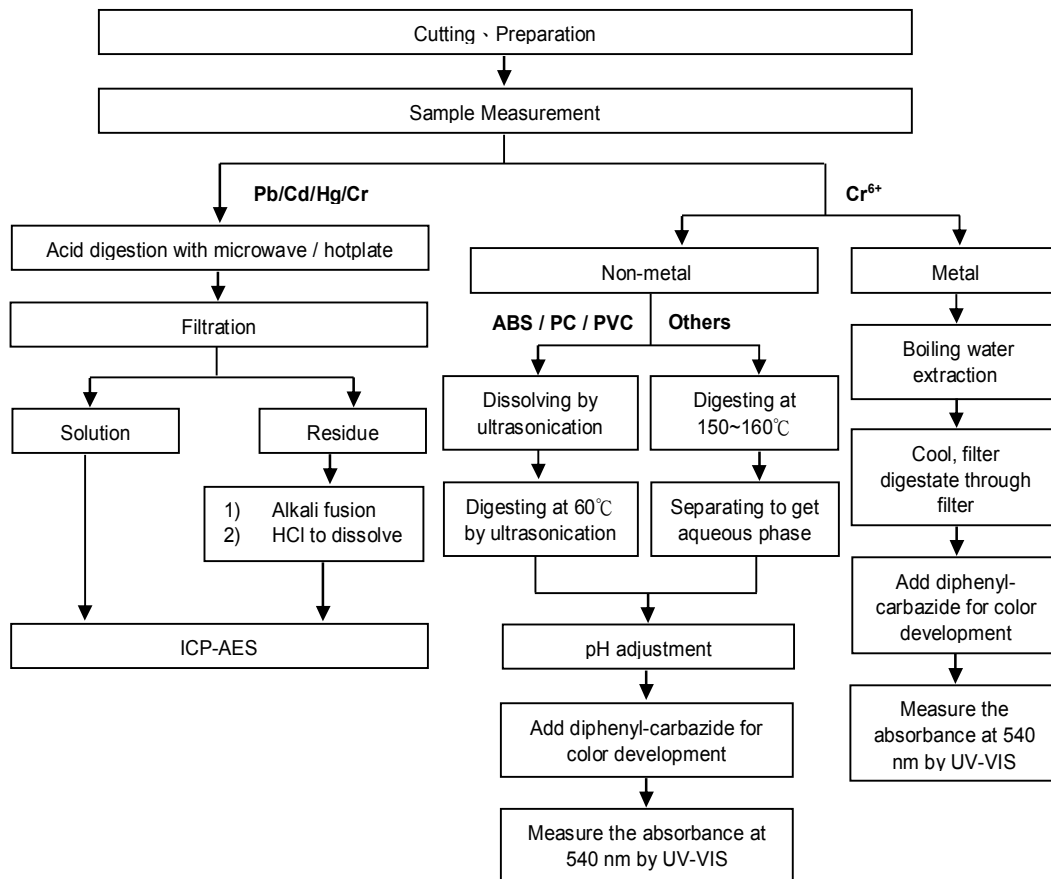 Cutting、Preparation
Sample Measurement
Pb/Cd/Hg/Cr
Cr⁶⁺
Acid digestion with microwave / hotplate
Filtration
Solution
Residue
1) Alkali fusion
2) HCl to dissolve
ICP-AES
Non-metal
ABS / PC / PVC
Others
Dissolving by
ultrasonication
Digesting at 60℃
by ultrasonication
Digesting at
150~160℃
Separating to get
aqueous phase
pH adjustment
Add diphenyl-carbazide for
color development
Measure the absorbance at
540 nm by UV-VIS
Metal
Boiling water
extraction
Cool, filter
digestate through
filter
Add diphenyl-
carbazide for color
development
Measure the
absorbance at 540
nm by UV-VIS